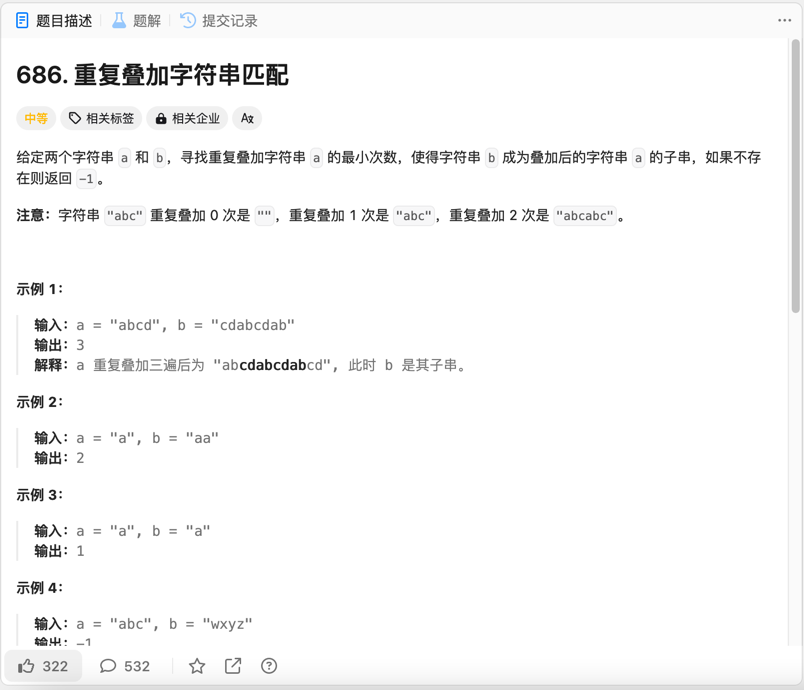 题目描述 题解 提交记录
686. 重复叠加字符串匹配
中等 相关标签 相关企业
给定两个字符串 a 和 b，寻找重复叠加字符串 a 的最小次数，使得字符串 b 成为叠加后的字符串 a 的子串，如果不存
在则返回 -1。
注意：字符串 "abc" 重复叠加 0 次是 ""，重复叠加 1 次是 "abc"，重复叠加 2 次是 "abcabc"。
示例 1：
输入：a = "abcd", b = "cdabcdab"
输出：3
解释：a 重复叠加三遍后为 "abcdabcdabcd", 此时 b 是其子串。
示例 2：
输入：a = "a", b = "aa"
输出：2
示例 3：
输入：a = "a", b = "a"
输出：1
示例 4：
输入：a = "abc", b = "wxyz"
输出：-1
322 532